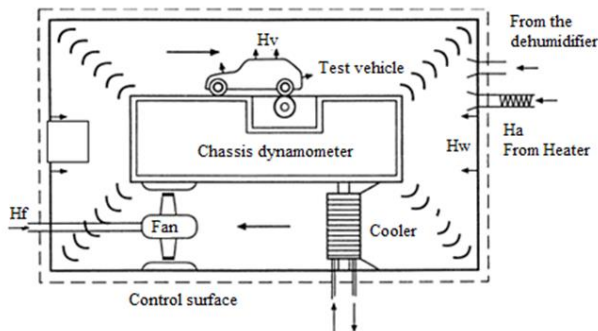 Hv
Test vehicle
From the
dehumidifier
Ha
From Heater
Hw
Chassis dynamometer
Hf
Fan
Cooler
Control surface